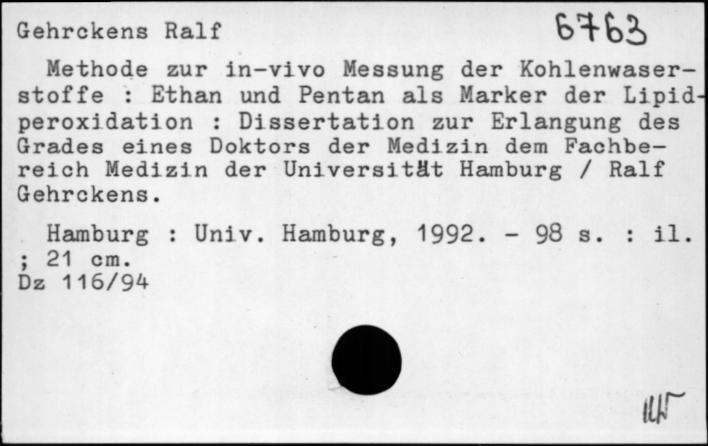 Gehrckens Ralf 6763
Methode zur in-vivo Messung der Kohlenwaser-
stoffe : Ethan und Pentan als Marker der Lipid-
peroxidation : Dissertation zur Erlangung des
Grades eines Doktors der Medizin dem Fachbe-
reich Medizin der Universität Hamburg / Ralf
Gehrckens.
Hamburg : Univ. Hamburg, 1992. - 98 s. : il.
; 21 cm.
Dz 116/94